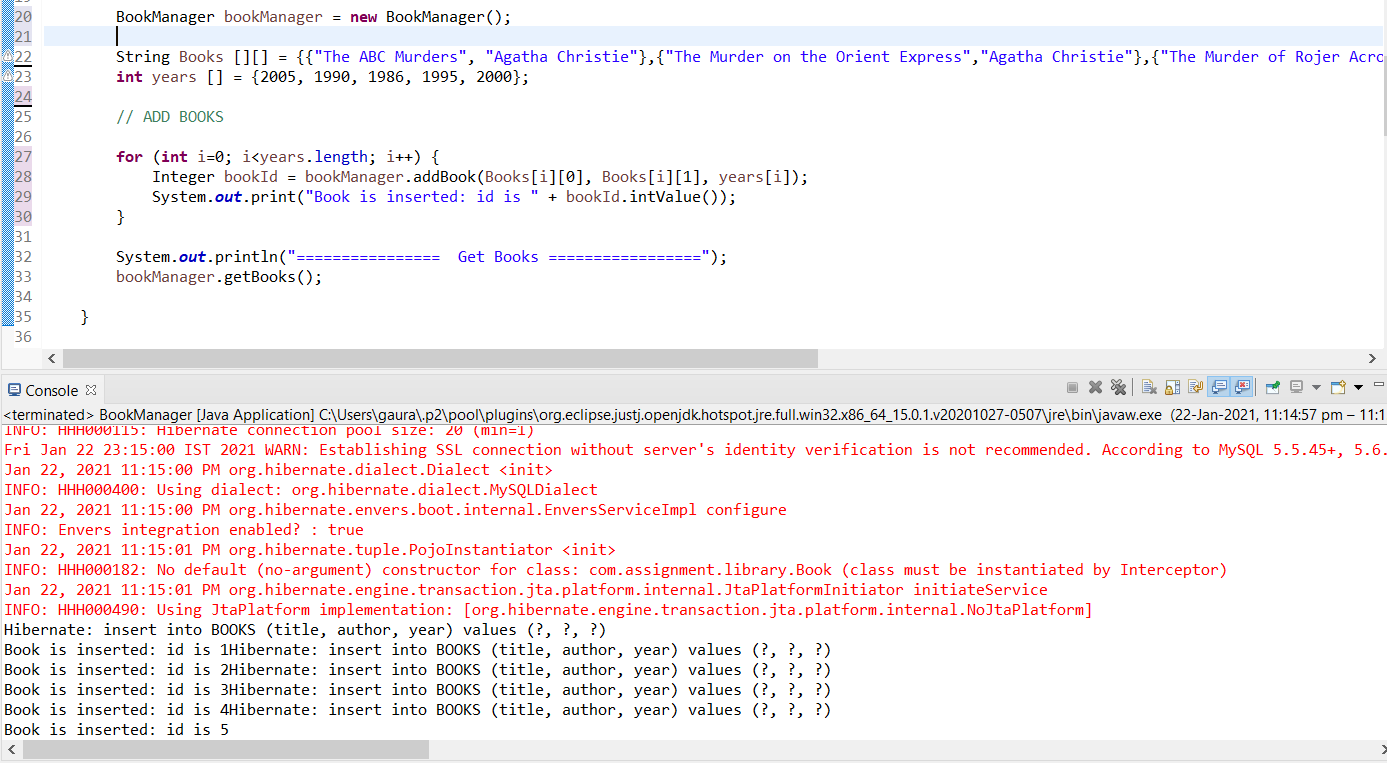 20 BookManager bookManager = new BookManager();
21
22 String Books [][] = {{"The ABC Murders", "Agatha Christie"},{"The Murder on the Orient Express","Agatha Christie"},{"The Murder of Rojer Acro
23 int years [] = {2005, 1990, 1986, 1995, 2000};
24
25 // ADD BOOKS
26
27 for (int i=0; i<years.length; i++) {
28 Integer bookId = bookManager.addBook(Books[i][0], Books[i][1], years[i]);
29 System.out.print("Book is inserted: id is " + bookId.intValue());
30 }
31
32 System.out.println("================  Get Books =================");
33 bookManager.getBooks();
34
35 }
36
Console
<terminated> BookManager [Java Application] C:\Users\gaura\.p2\pool\plugins\org.eclipse.justj.openjdk.hotspot.jre.full.win32.x86_64_15.0.1.v20201027-0507\jre\bin\javaw.exe (22-Jan-2021, 11:14:57 pm – 11:1
INFO: HHH000115: Hibernate connection pool size: 20 (min=1)
Fri Jan 22 23:15:00 IST 2021 WARN: Establishing SSL connection without server's identity verification is not recommended. According to MySQL 5.5.45+, 5.6.
Jan 22, 2021 11:15:00 PM org.hibernate.dialect.Dialect <init>
INFO: HHH000400: Using dialect: org.hibernate.dialect.MySQLDialect
Jan 22, 2021 11:15:00 PM org.hibernate.envers.boot.internal.EnversServiceImpl configure
INFO: Envers integration enabled? : true
Jan 22, 2021 11:15:01 PM org.hibernate.tuple.PojoInstantiator <init>
INFO: HHH000182: No default (no-argument) constructor for class: com.assignment.library.Book (class must be instantiated by Interceptor)
Jan 22, 2021 11:15:01 PM org.hibernate.engine.transaction.jta.platform.internal.JtaPlatformInitiator initiateService
INFO: HHH000490: Using JtaPlatform implementation: [org.hibernate.engine.transaction.jta.platform.internal.NoJtaPlatform]
Hibernate: insert into BOOKS (title, author, year) values (?, ?, ?)
Book is inserted: id is 1Hibernate: insert into BOOKS (title, author, year) values (?, ?, ?)
Book is inserted: id is 2Hibernate: insert into BOOKS (title, author, year) values (?, ?, ?)
Book is inserted: id is 3Hibernate: insert into BOOKS (title, author, year) values (?, ?, ?)
Book is inserted: id is 4Hibernate: insert into BOOKS (title, author, year) values (?, ?, ?)
Book is inserted: id is 5